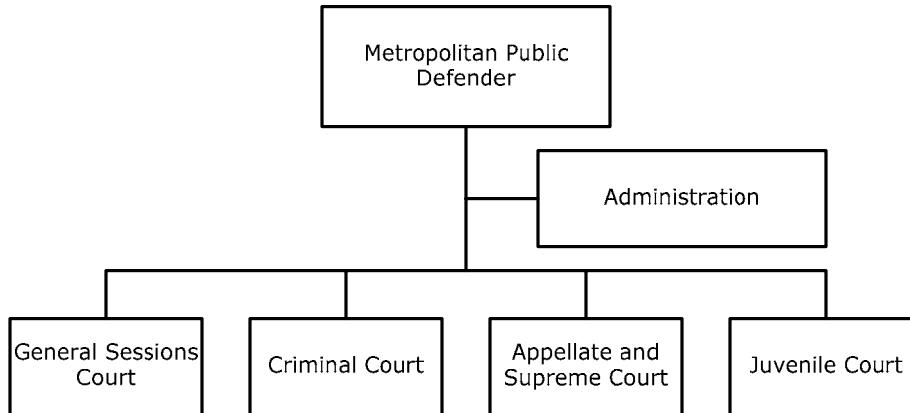 Metropolitan Public
Defender
Administration
General Sessions
Court
Criminal Court
Appellate and
Supreme Court
Juvenile Court